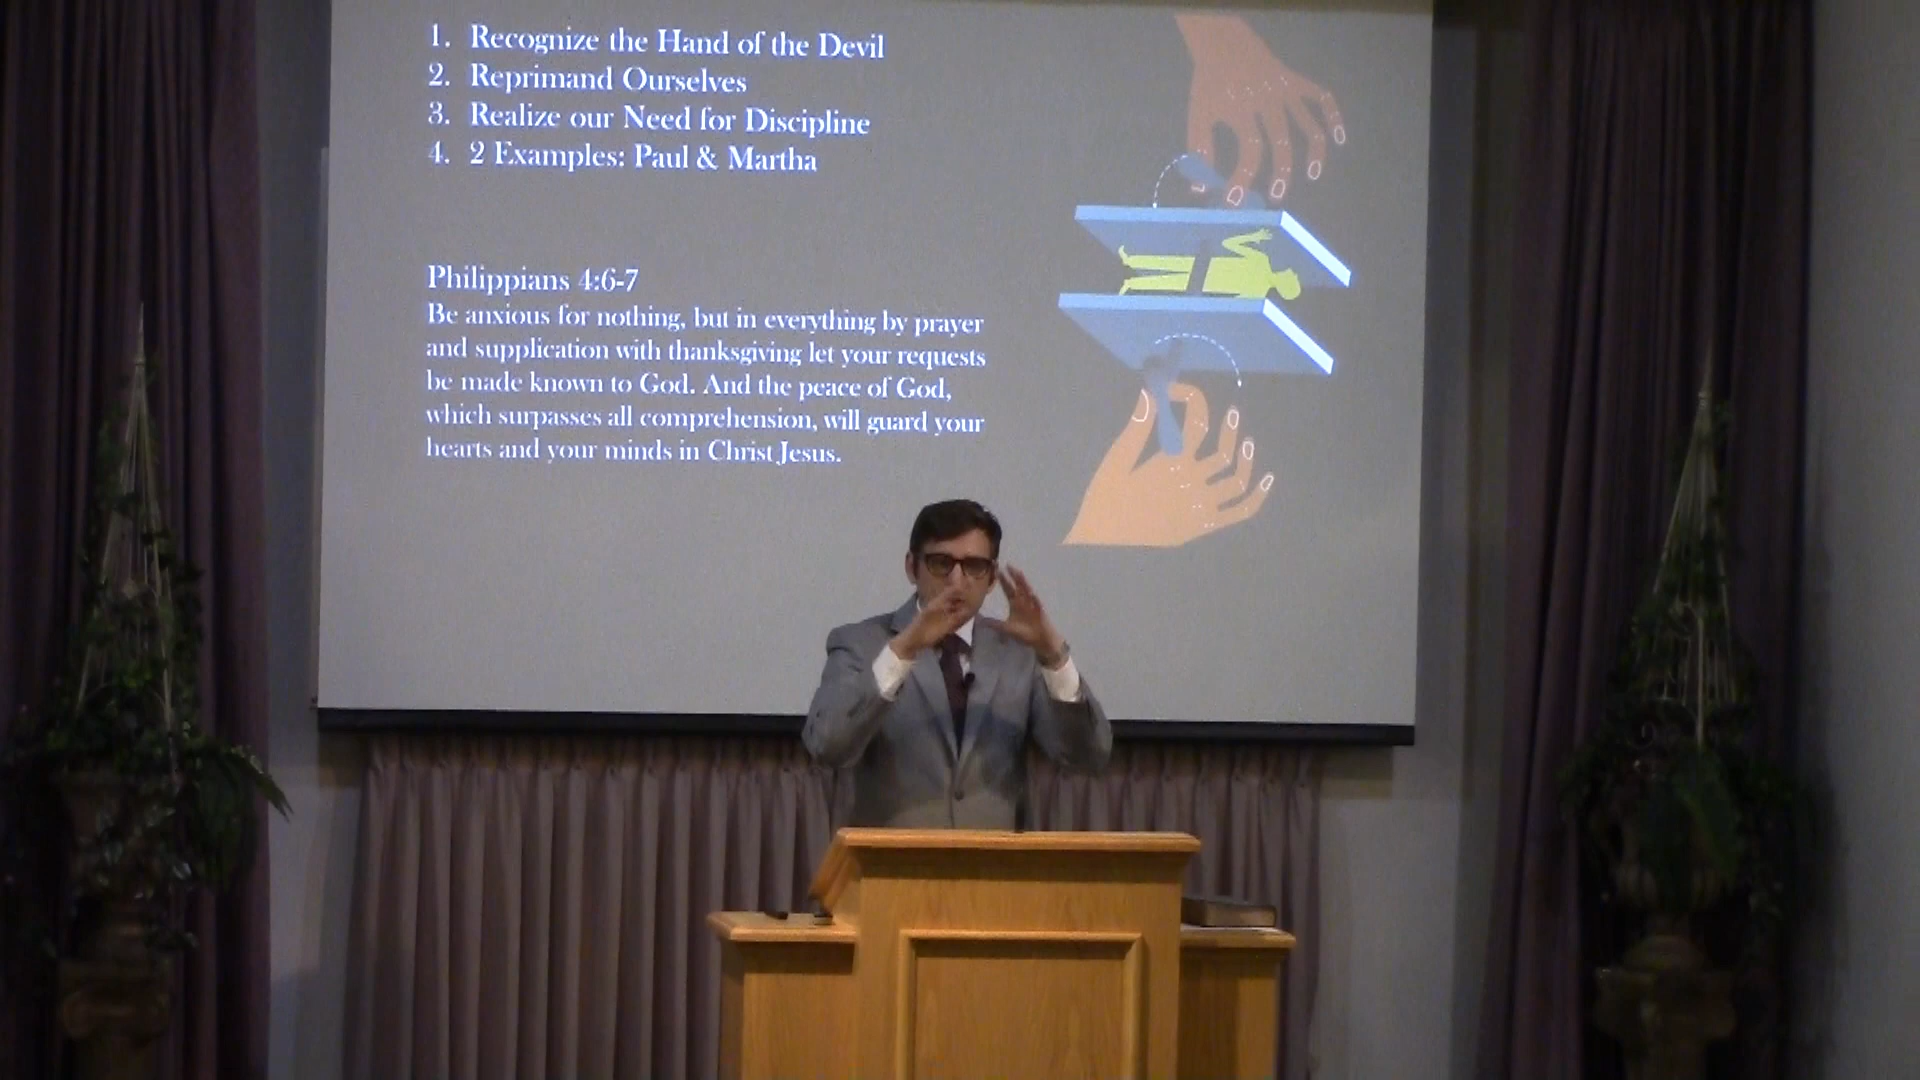 1. Recognize the Hand of the Devil
2. Reprimand Ourselves
3. Realize our Need for Discipline
4. 2 Examples: Paul & Martha
Philippians 4:6-7
Be anxious for nothing, but in everything by prayer
and supplication with thanksgiving let your requests
be made known to God. And the peace of God,
which surpasses all comprehension, will guard your
hearts and your minds in Christ Jesus.